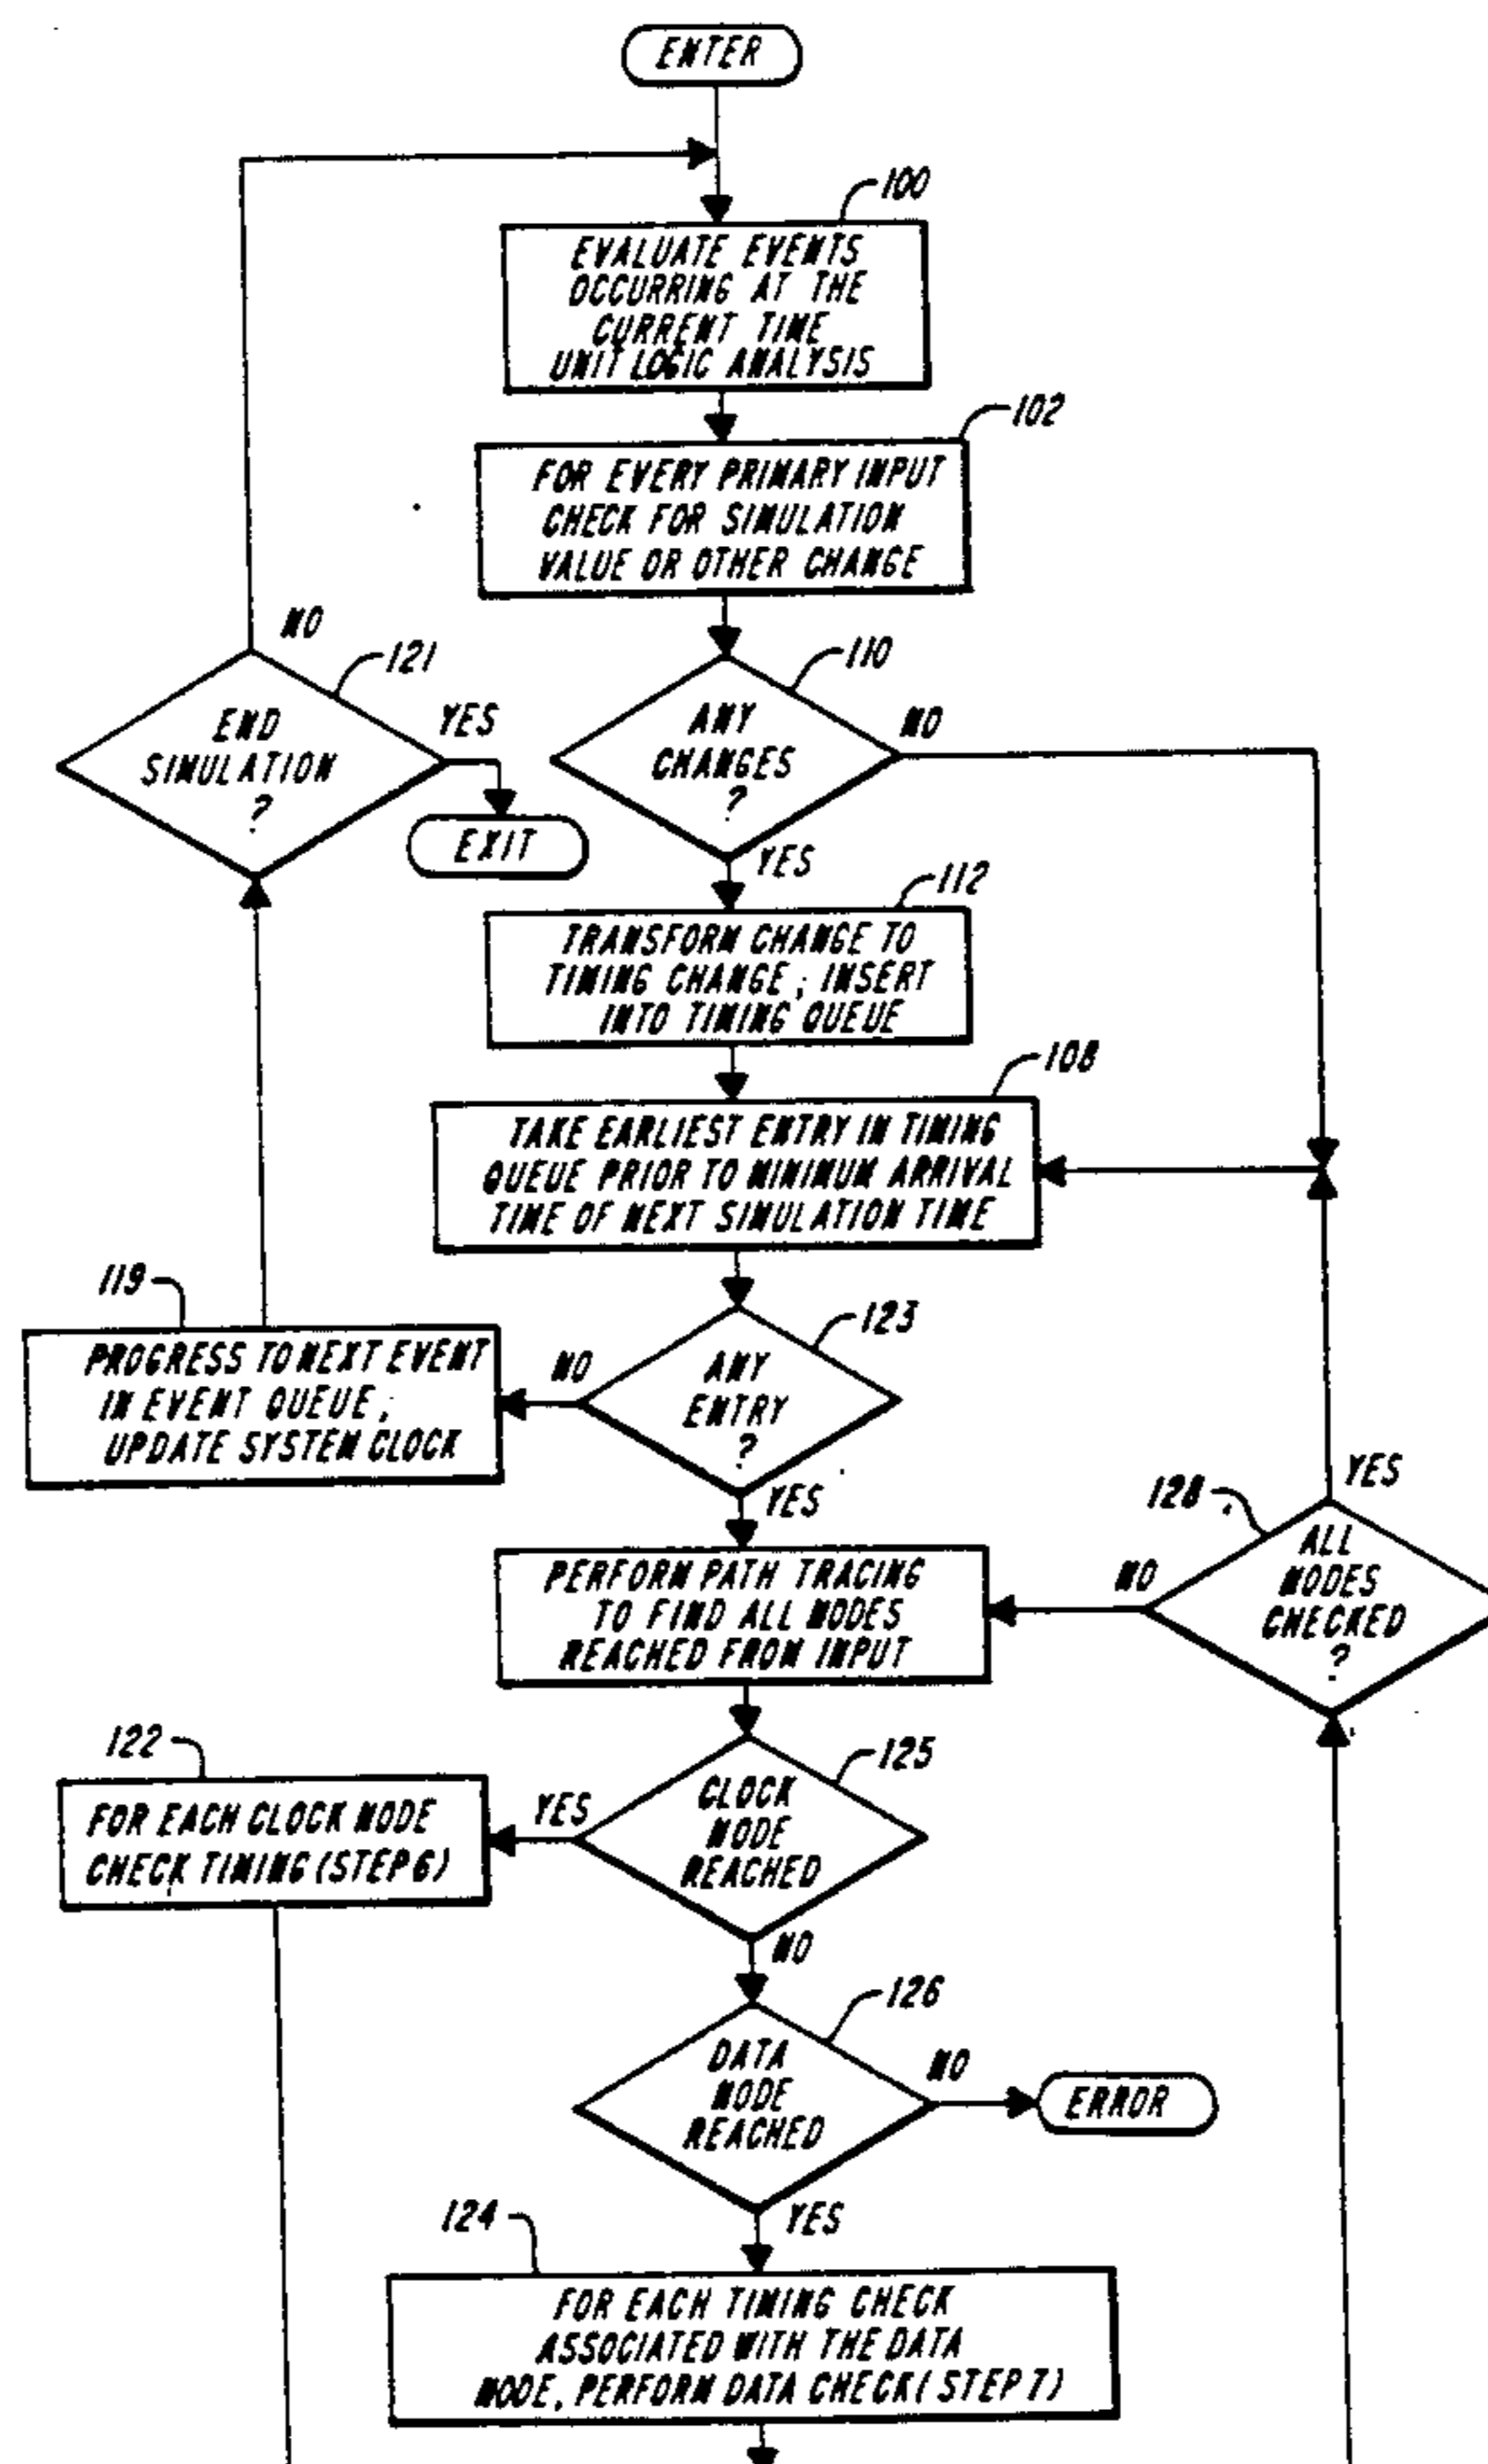 ENTER
100
EVALUATE EVENTS
OCCURRING AT THE
CURRENT TIME
UNIT LOGIC ANALYSIS
102
FOR EVERY PRIMARY INPUT
CHECK FOR SIMULATION
VALUE OR OTHER CHANGE
NO
121
END
SIMULATION
?
YES
EXIT
110
ANY
CHANGES
?
NO
YES
112
TRANSFORM CHANGE TO
TIMING CHANGE; INSERT
INTO TIMING QUEUE
108
TAKE EARLIEST ENTRY IN TIMING
QUEUE PRIOR TO MINIMUM ARRIVAL
TIME OF NEXT SIMULATION TIME
119
PROGRESS TO NEXT EVENT
IN EVENT QUEUE;
UPDATE SYSTEM CLOCK
NO
123
ANY
ENTRY
?
YES
128
YES
ALL
NODES
CHECKED
?
NO
PERFORM PATH TRACING
TO FIND ALL NODES
REACHED FROM INPUT
122
FOR EACH CLOCK NODE
CHECK TIMING (STEP 6)
YES
125
CLOCK
NODE
REACHED
NO
126
DATA
NODE
REACHED
NO
ERROR
YES
124
FOR EACH TIMING CHECK
ASSOCIATED WITH THE DATA
NODE, PERFORM DATA CHECK (STEP 7)